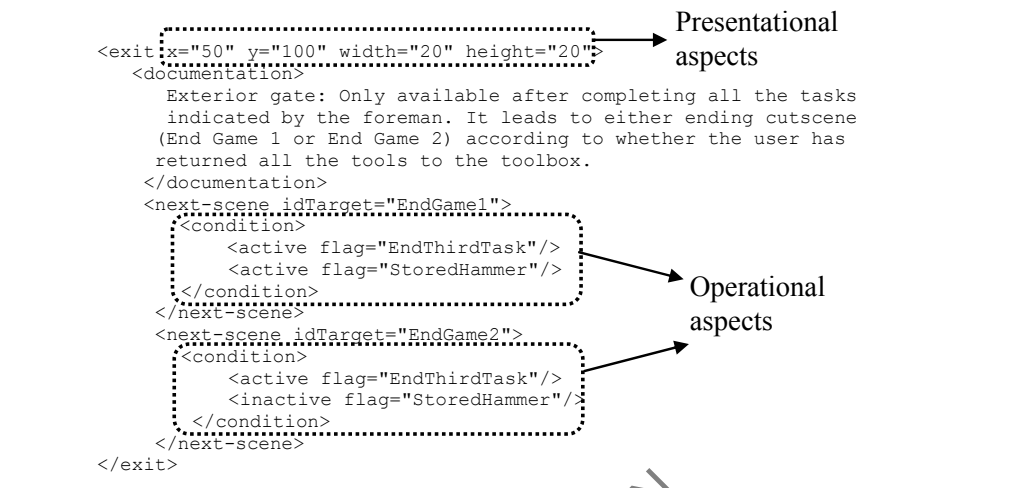 Presentational
aspects
<exit x="50" y="100" width="20" height="20">
<documentation>
Exterior gate: Only available after completing all the tasks
indicated by the foreman. It leads to either ending cutscene
(End Game 1 or End Game 2) according to whether the user has
returned all the tools to the toolbox.
</documentation>
<next-scene idTarget="EndGame1">
<condition>
<active flag="EndThirdTask"/>
<active flag="StoredHammer"/>
</condition>
</next-scene>
Operational
aspects
<next-scene idTarget="EndGame2">
<condition>
<active flag="EndThirdTask"/>
<inactive flag="StoredHammer"/>
</condition>
</next-scene>
</exit>